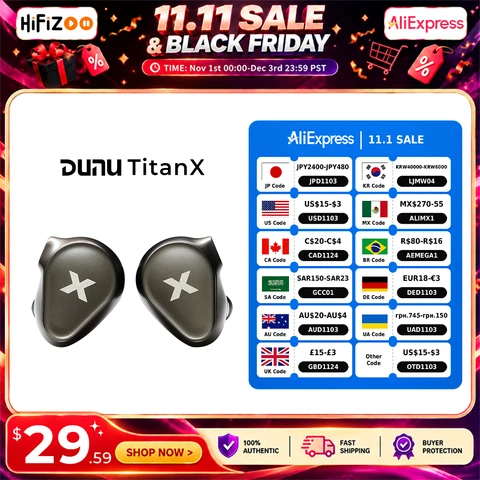 HiFiZOO
11.11 SALE
& BLACK FRIDAY
TIME: Nov 1st 00:00-Dec 3rd 23:59 PST
AliExpress
DUNU TitanX
X
X
AliExpress | 11.1 SALE
JPY2400-JPY480
JP Code
JPD1103
KRW40000-KRW6000
KR Code
LJMW04
US$15-$3
US Code
USD1103
MX$270-55
MX Code
ALIMX1
C$20-C$4
CA Code
CAD1124
R$80-R$16
BR Code
AEMEGA1
SAR150-SAR23
SA Code
GCC01
EUR18-€3
DE Code
DED1103
AU$20-AU$4
AU Code
AUD1103
грн.745-грн.150
UA Code
UAD1103
£15-£3
UK Code
GBD1124
Other
Code
US$15-$3
OTD1103
$29.59
SHOP NOW >
100%
AUTHENTIC
FAST
SHIPPING
BUYER
PROTECTION